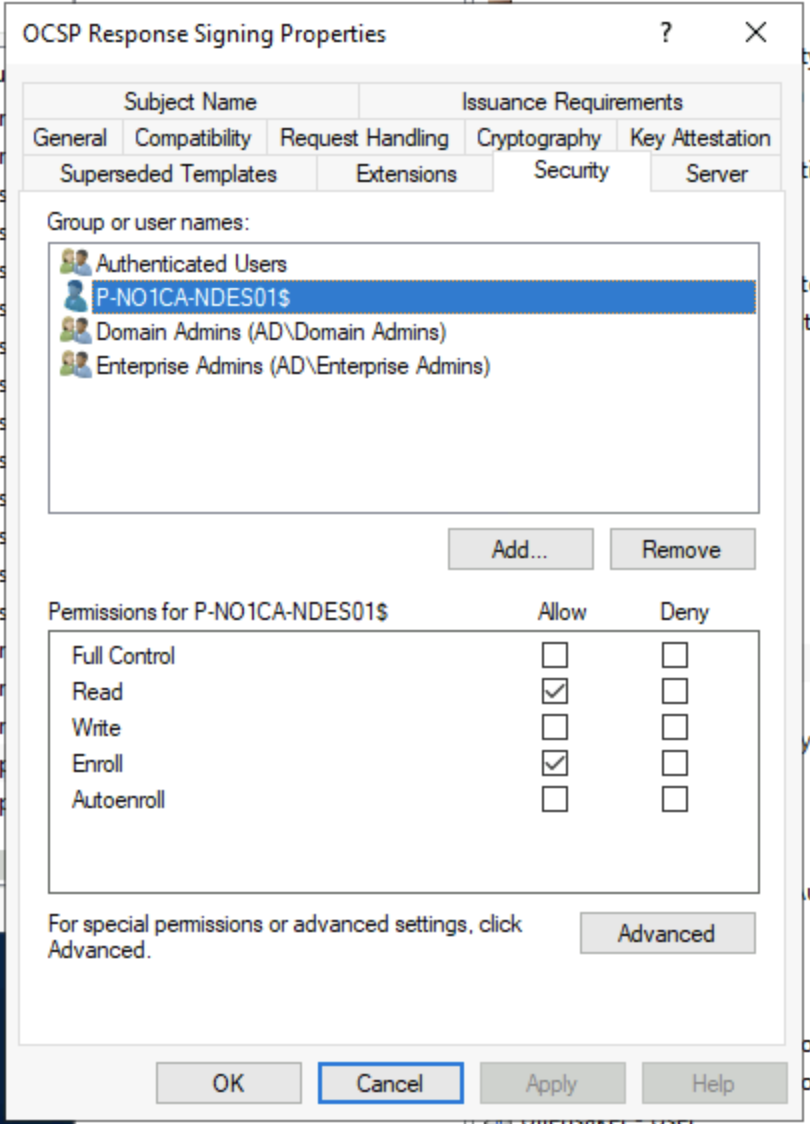 OCSP Response Signing Properties
?
Subject Name
Issuance Requirements
General
Compatibility
Request Handling
Cryptography
Key Attestation
Superseded Templates
Extensions
Security
Server
Group or user names:
Authenticated Users
P-NO1CA-NDES01$
Domain Admins (AD\Domain Admins)
Enterprise Admins (AD\Enterprise Admins)
Add...
Remove
Permissions for P-NO1CA-NDES01$
Allow
Deny
Full Control
Read
Write
Enroll
Autoenroll
For special permissions or advanced settings, click
Advanced.
Advanced
OK
Cancel
Apply
Help